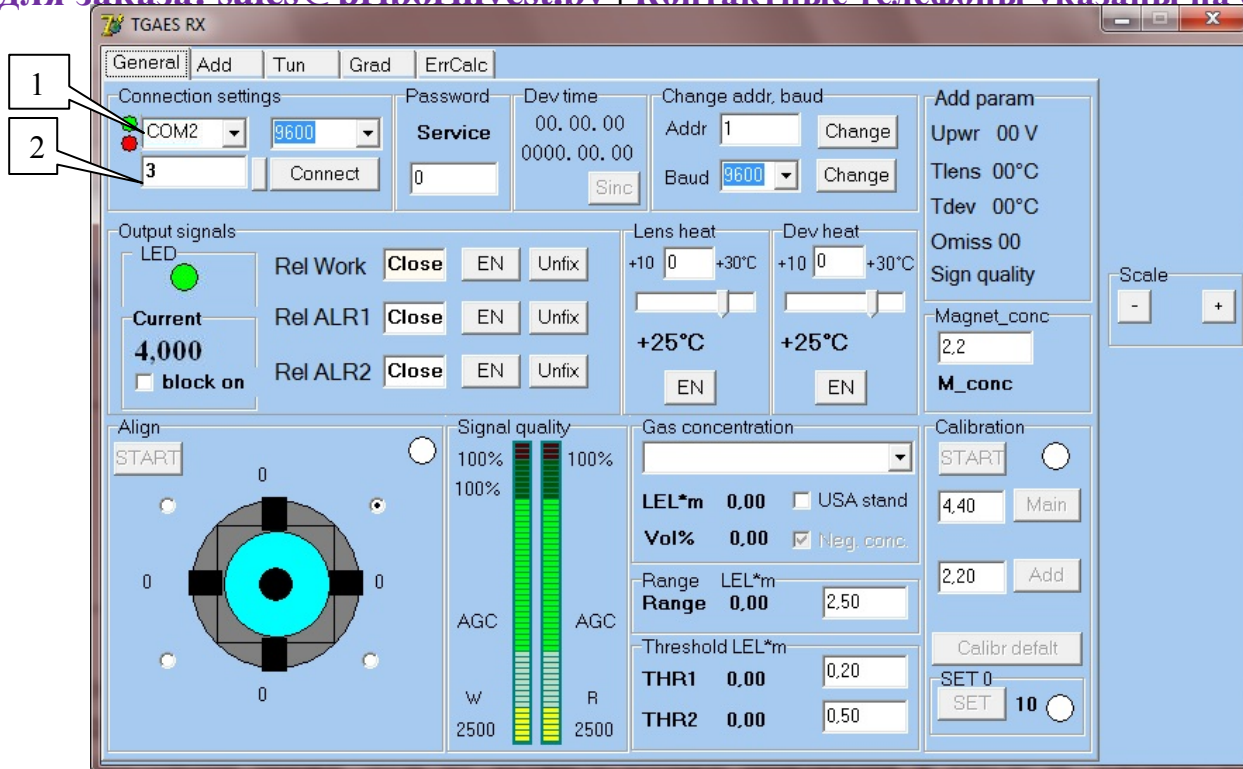 TGAES RX
General Add Tun Grad ErrCalc
1
2
Connection settings
COM2 9600
3 Connect
Password
Service
0
Dev time
00. 00. 00
0000. 00. 00
Sinc
Change addr, baud
Addr 1 Change
Baud 9600 Change
Add param
Upwr 00 V
Tlens 00°C
Tdev 00°C
Omiss 00
Sign quality
Output signals
LED
Current
4,000
block on
Rel Work Close EN Unfix
Rel ALR1 Close EN Unfix
Rel ALR2 Close EN Unfix
Lens heat
+10 0 +30°C
+25°C
EN
Dev heat
+10 0 +30°C
+25°C
EN
Magnet_conc
2,2
M_conc
Scale
- +
Align
START
0
0 0
0
Signal quality
100% 100%
100%
AGC AGC
W R
2500 2500
Gas concentration
LEL*m 0,00 USA stand
Vol% 0,00 Neg. conc.
Range LEL*m
Range 0,00 2,50
Threshold LEL*m
THR1 0,00 0,20
THR2 0,00 0,50
Calibration
START
4,40 Main
2,20 Add
Calibr defalt
SET 0
SET 10